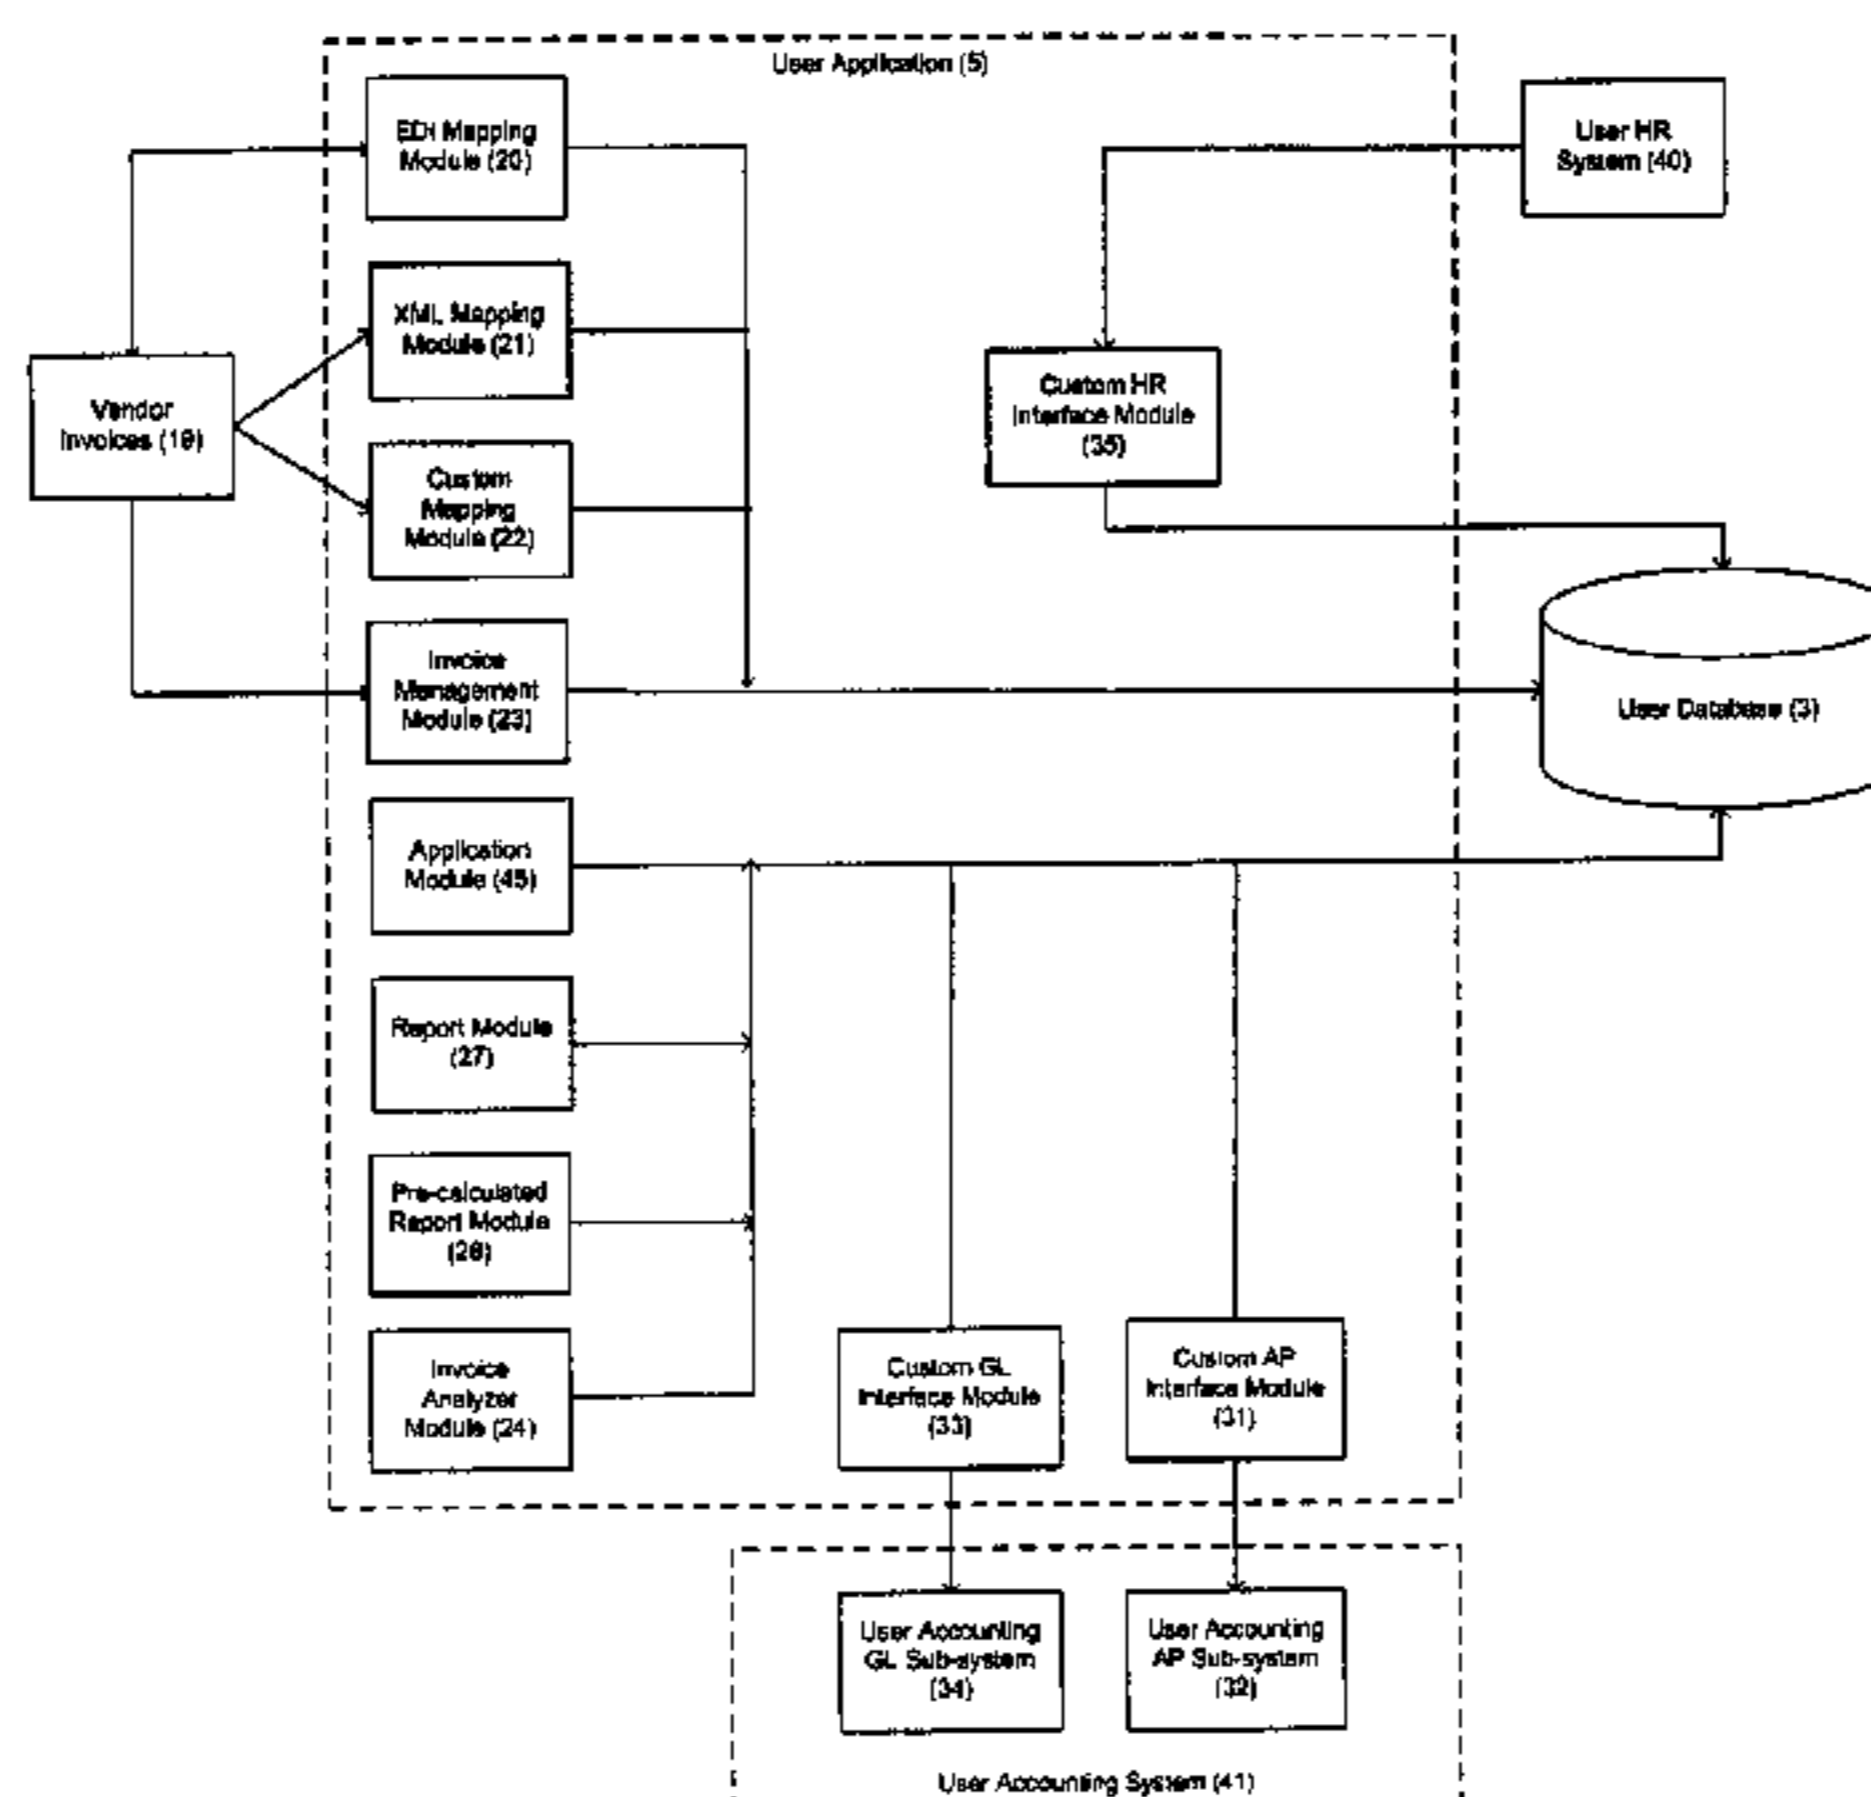 User Application (5)
EDI Mapping
Module (20)
User HR
System (40)
XML Mapping
Module (21)
Custom HR
Interface Module
(35)
Vendor
Invoices (19)
Custom
Mapping
Module (22)
Invoice
Management
Module (23)
User Database (3)
Application
Module (45)
Report Module
(27)
Pre-calculated
Report Module
(28)
Invoice
Analyzer
Module (24)
Custom GL
Interface Module
(33)
Custom AP
Interface Module
(31)
User Accounting
GL Sub-system
(34)
User Accounting
AP Sub-system
(32)
User Accounting System (41)